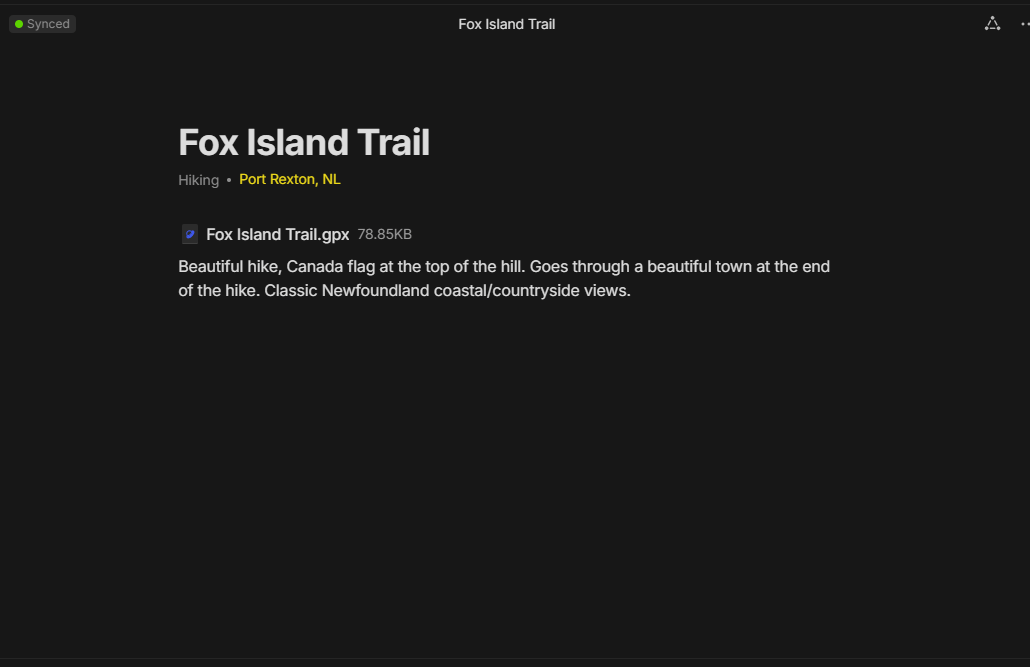 Synced
Fox Island Trail
Fox Island Trail
Hiking • Port Rexton, NL
Fox Island Trail.gpx 78.85KB
Beautiful hike, Canada flag at the top of the hill. Goes through a beautiful town at the end
of the hike. Classic Newfoundland coastal/countryside views.